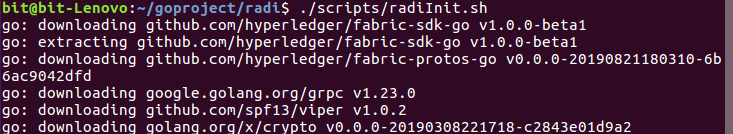 bit@bit-Lenovo:~/goproject/radi$ ./scripts/radiInit.sh
go: downloading github.com/hyperledger/fabric-sdk-go v1.0.0-beta1
go: extracting github.com/hyperledger/fabric-sdk-go v1.0.0-beta1
go: downloading github.com/hyperledger/fabric-protos-go v0.0.0-20190821180310-6b
6ac9042dfd
go: downloading google.golang.org/grpc v1.23.0
go: downloading github.com/spf13/viper v1.0.2
go: downloading golang.org/x/crypto v0.0.0-20190308221718-c2843e01d9a2